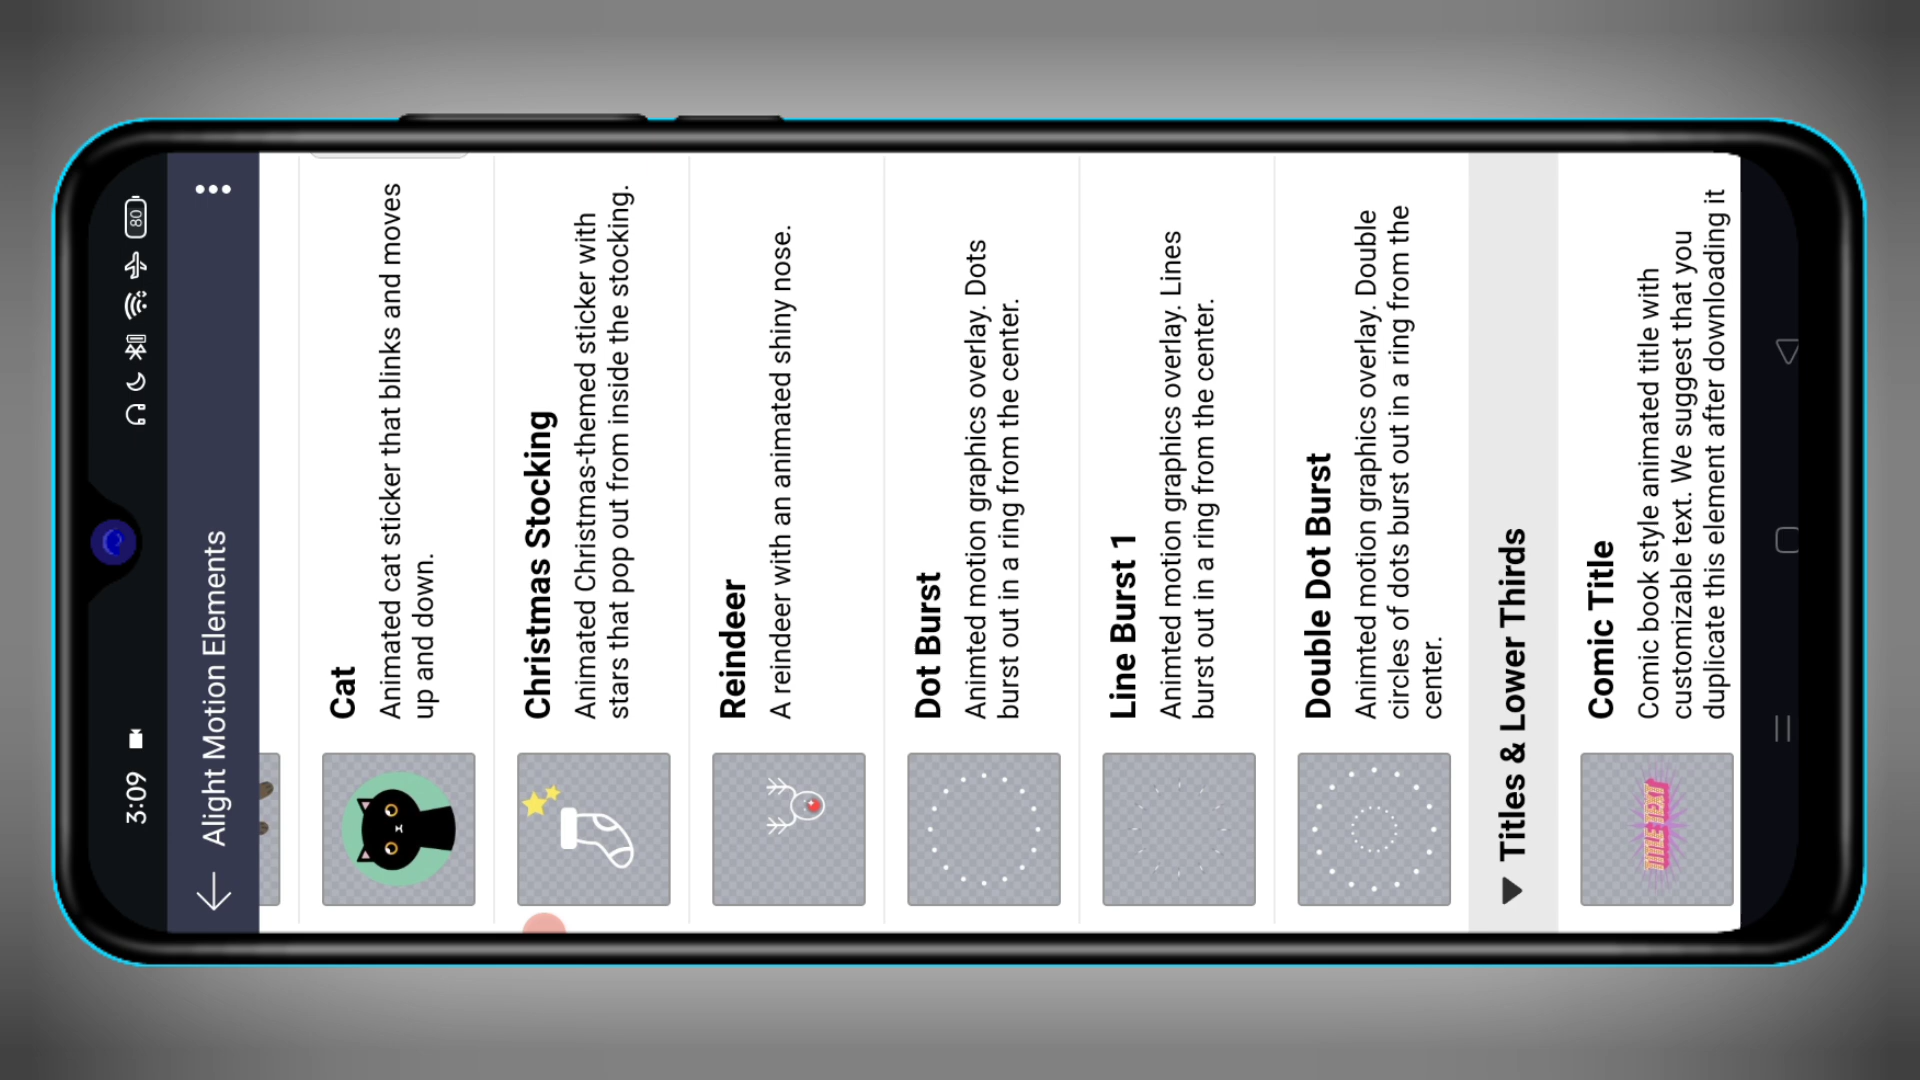 3:09
80
Alight Motion Elements
Cat
Animated cat sticker that blinks and moves
up and down.
Christmas Stocking
Animated Christmas-themed sticker with
stars that pop out from inside the stocking.
Reindeer
A reindeer with an animated shiny nose.
Dot Burst
Animted motion graphics overlay. Dots
burst out in a ring from the center.
Line Burst 1
Animted motion graphics overlay. Lines
burst out in a ring from the center.
Double Dot Burst
Animted motion graphics overlay. Double
circles of dots burst out in a ring from the
center.
Titles & Lower Thirds
Comic Title
Comic book style animated title with
customizable text. We suggest that you
duplicate this element after downloading it
TITLE TEXT